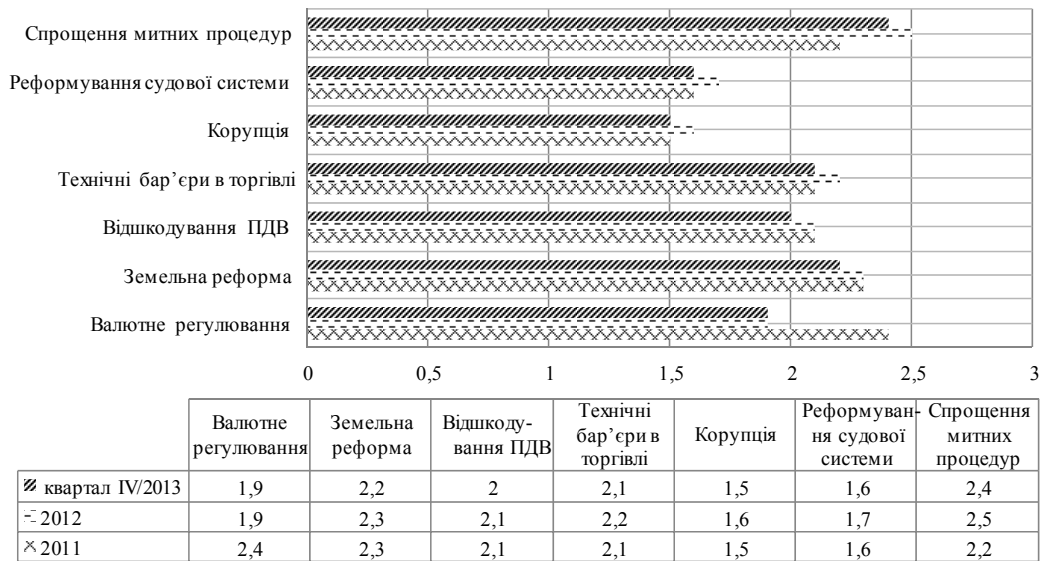 Спрощення митних процедур
Реформування судової системи
Корупція
Технічні бар’єри в торгівлі
Відшкодування ПДВ
Земельна реформа
Валютне регулювання
0 0,5 1 1,5 2 2,5 3
Валютне регулювання
Земельна реформа
Відшкоду-
вання ПДВ
Технічні бар’єри в торгівлі
Корупція
Реформуван-
ня судової системи
Спрощення митних процедур
квартал IV/2013 1,9 2,2 2 2,1 1,5 1,6 2,4
2012 1,9 2,3 2,1 2,2 1,6 1,7 2,5
2011 2,4 2,3 2,1 2,1 1,5 1,6 2,2